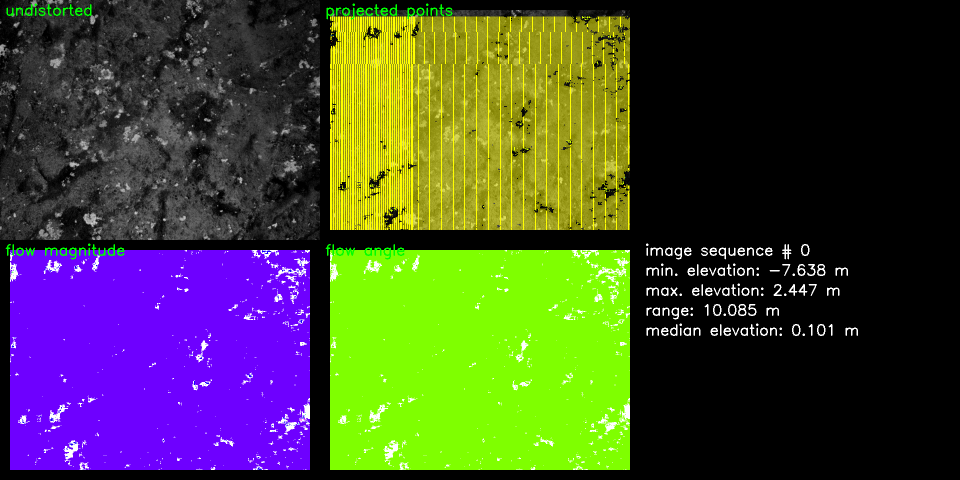 undistorted
projected points
flow magnitude
flow angle
image sequence # 0
min. elevation: −7.638 m
max. elevation: 2.447 m
range: 10.085 m
median elevation: 0.101 m